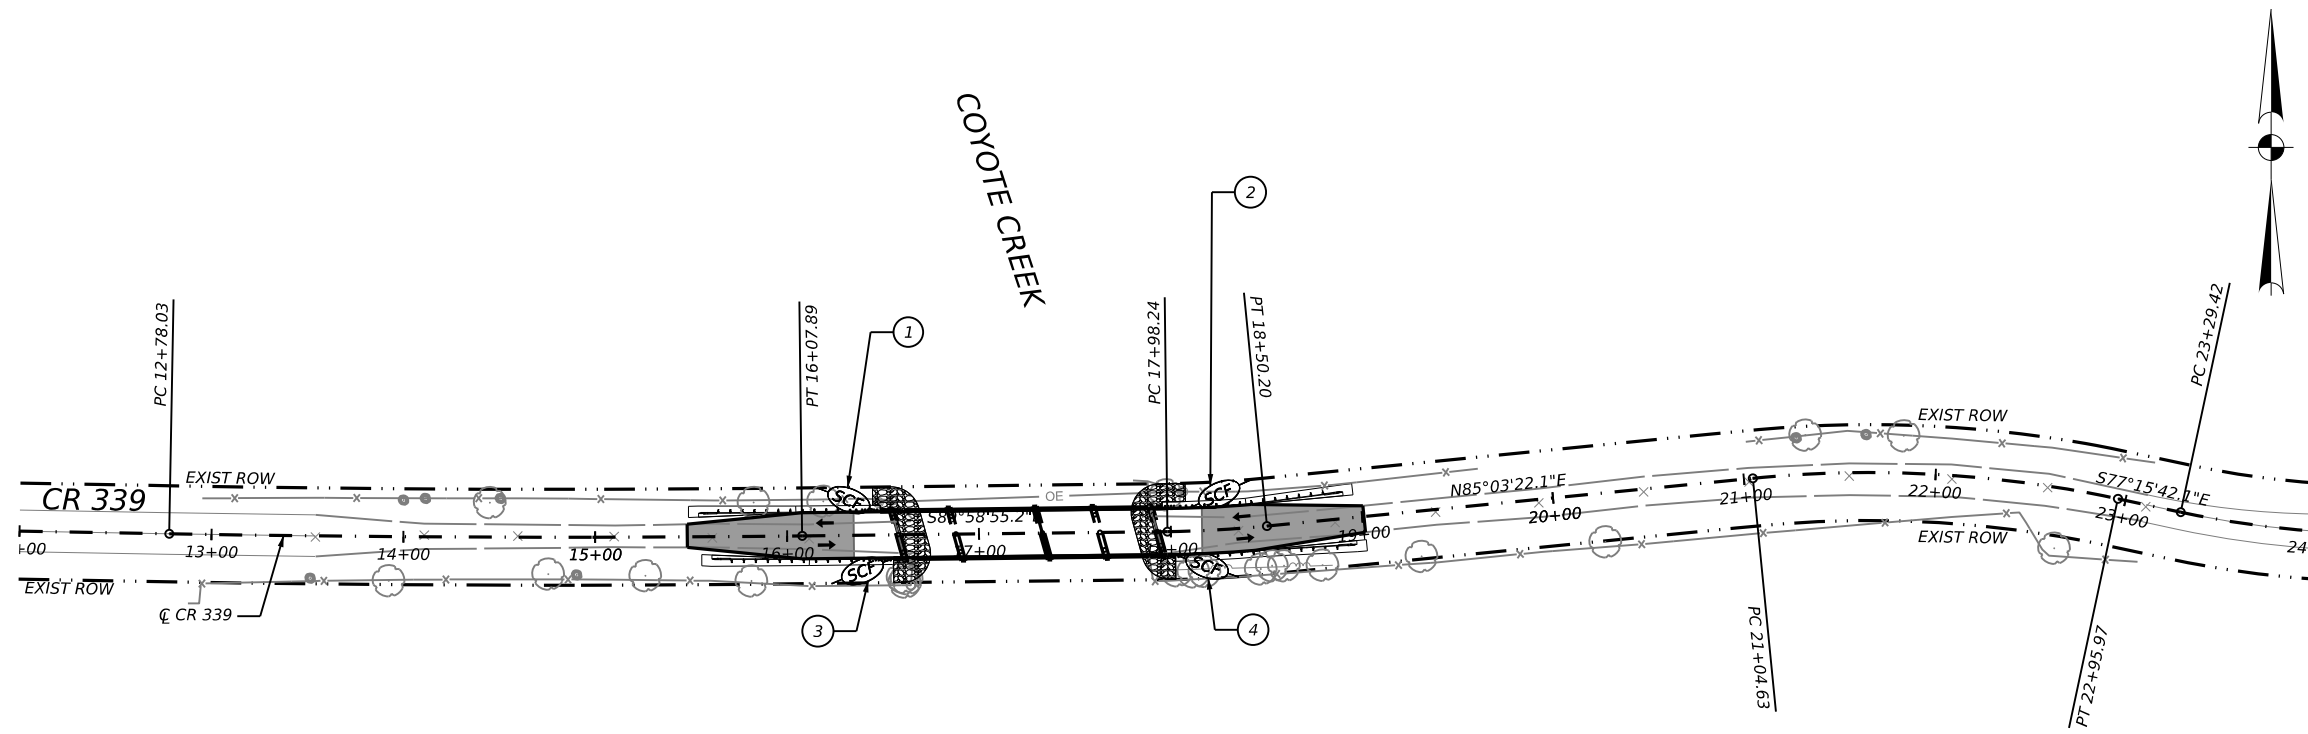 COYOTE CREEK
2
1
PC 12+78.03
PT 16+07.89
PC 17+98.24
PT 18+50.20
PC 23+29.42
EXIST ROW
EXIST ROW
CR 339
SCF
SCF
OE
N85°03'22.1"E
S77°15'42.1"E
+00
13+00
14+00
15+00
16+00
7+00
+00
19+00
20+00
21+00
22+00
23+00
24
EXIST ROW
EXIST ROW
SCF
SCF
℄ CR 339
3
4
PC 21+04.63
PT 22+95.97